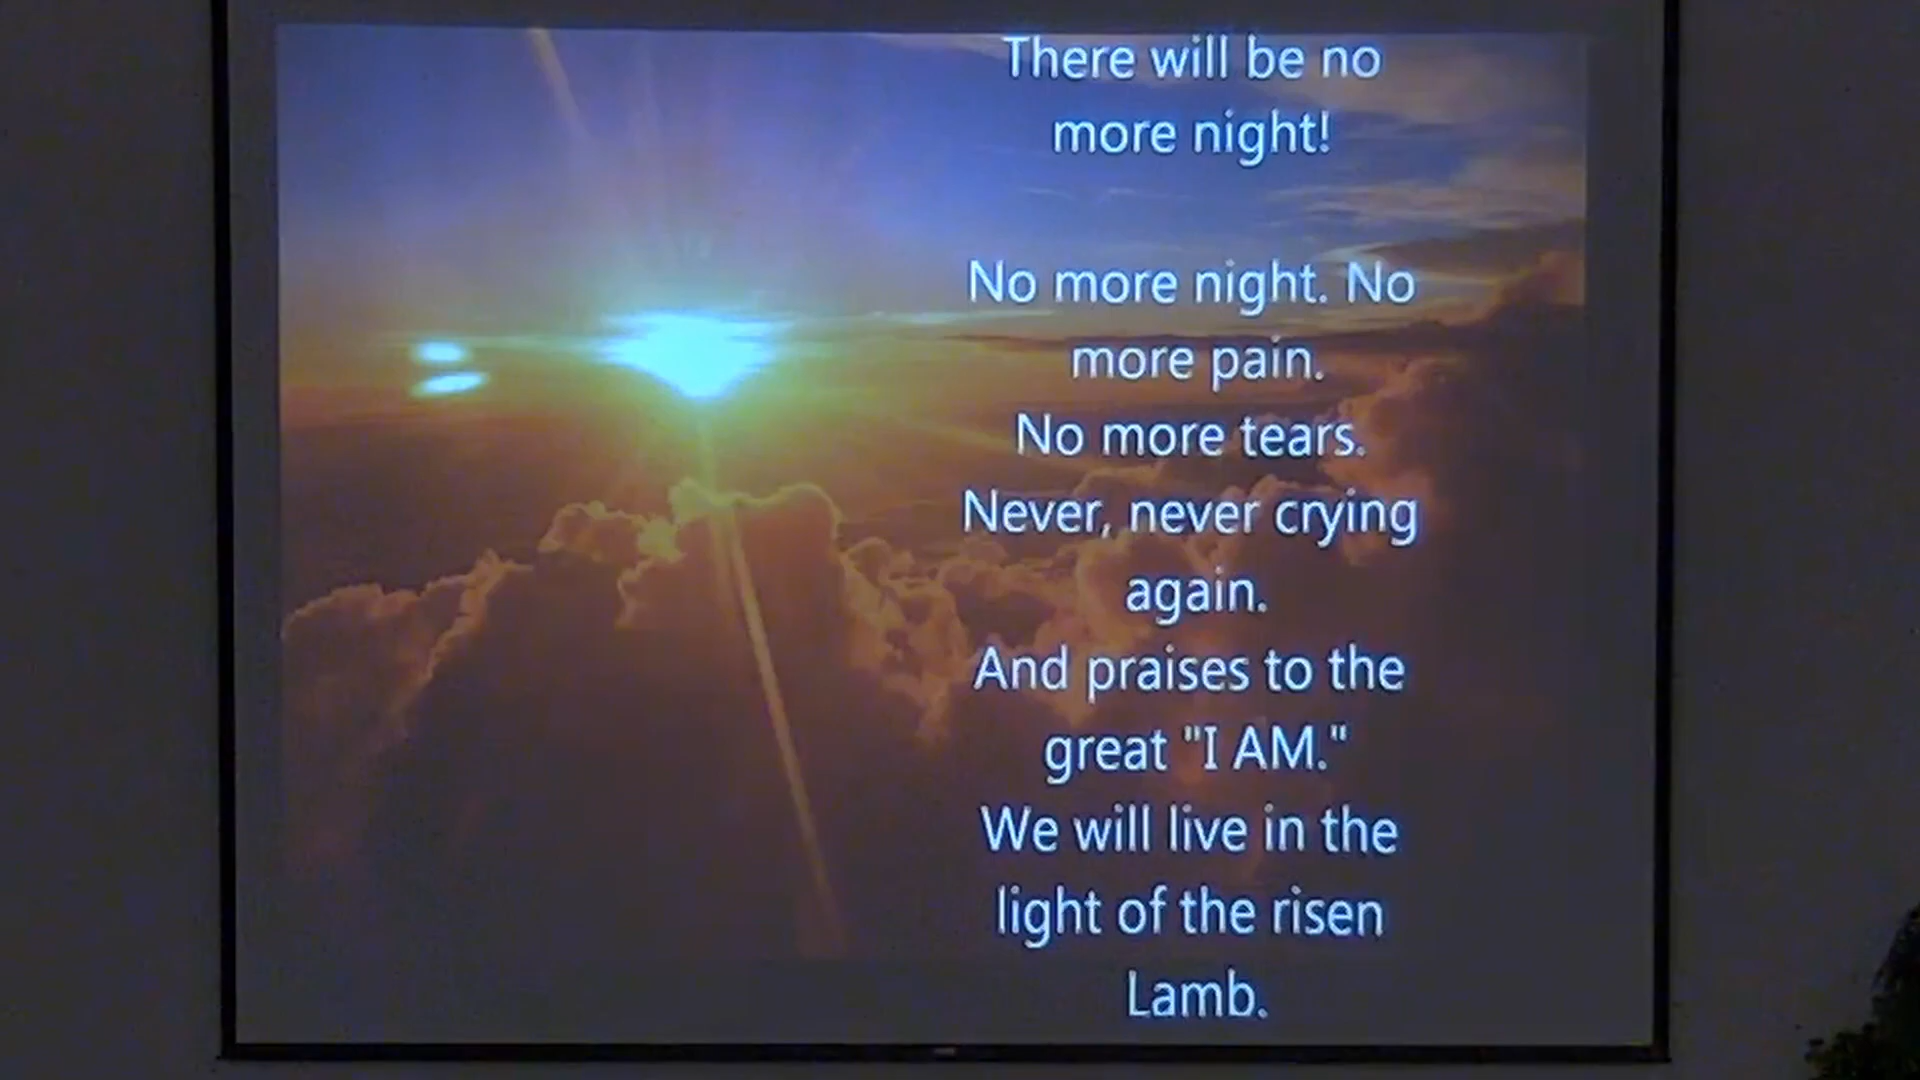 There will be no
more night!
No more night. No
more pain.
No more tears.
Never, never crying
again.
And praises to the
great "I AM."
We will live in the
light of the risen
Lamb.